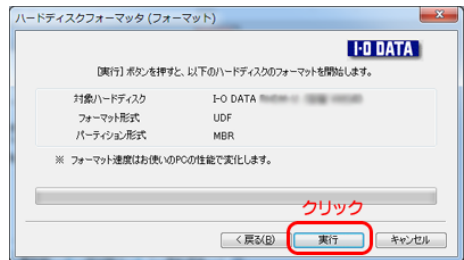 ハードディスクフォーマッタ (フォーマット)
I-O DATA
[実行] ボタンを押すと、以下のハードディスクのフォーマットを開始します。
対象ハードディスク I-O DATA
フォーマット形式 UDF
パーティション形式 MBR
※ フォーマット速度はお使いのPCの性能で変化します。
クリック
< 戻る(B) 実行 キャンセル